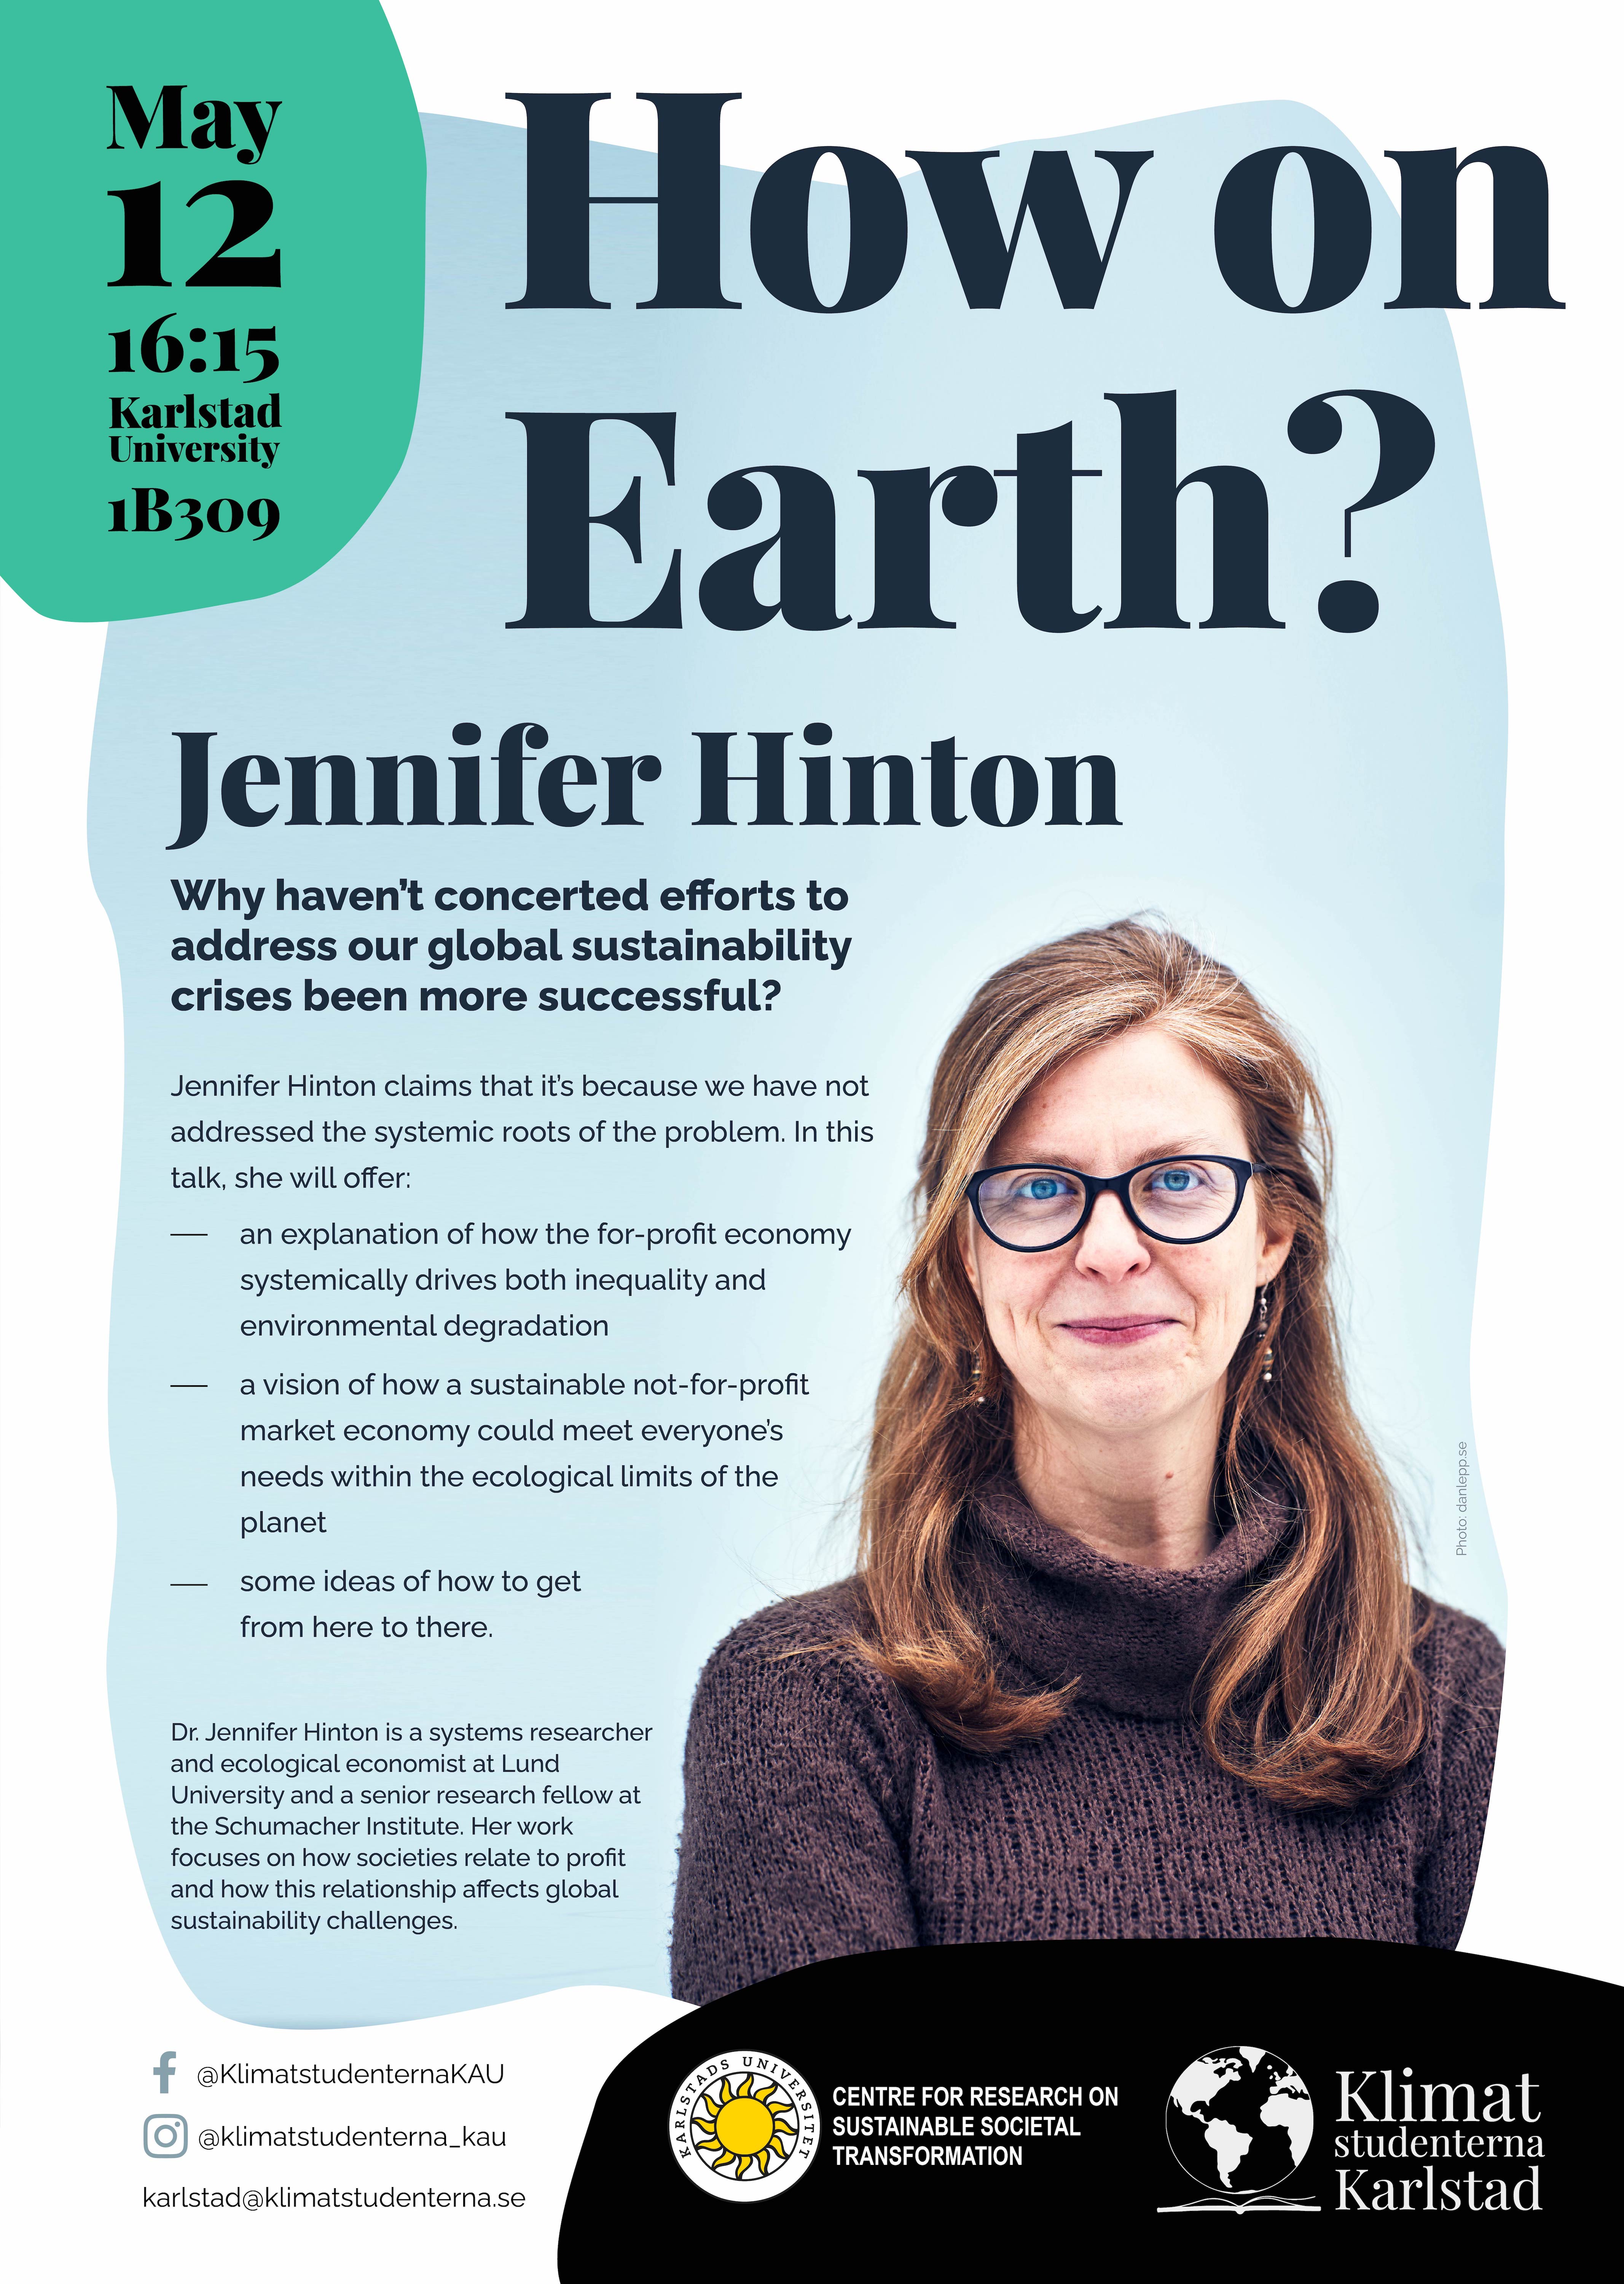 May
12
16:15
Karlstad
University
1B309
How on
Earth?
Jennifer Hinton
Why haven’t concerted efforts to
address our global sustainability
crises been more successful?
Jennifer Hinton claims that it’s because we have not
addressed the systemic roots of the problem. In this
talk, she will offer:
— an explanation of how the for-profit economy
systemically drives both inequality and
environmental degradation
— a vision of how a sustainable not-for-profit
market economy could meet everyone’s
needs within the ecological limits of the
planet
— some ideas of how to get
from here to there.
Photo: danlepp.se
Dr. Jennifer Hinton is a systems researcher
and ecological economist at Lund
University and a senior research fellow at
the Schumacher Institute. Her work
focuses on how societies relate to profit
and how this relationship affects global
sustainability challenges.
@KlimatstudenternaKAU
@klimatstudenterna_kau
karlstad@klimatstudenterna.se
KARLSTADS UNIVERSITET
CENTRE FOR RESEARCH ON
SUSTAINABLE SOCIETAL
TRANSFORMATION
Klimat
studenterna
Karlstad